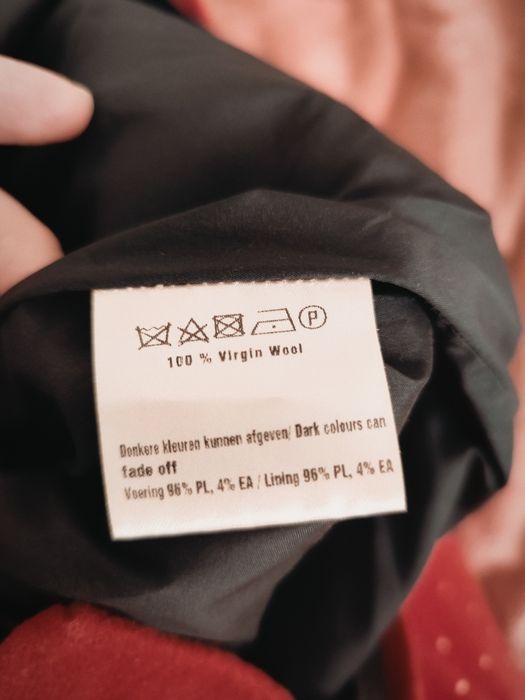 P
100 % Virgin Wool
Donkere kleuren kunnen afgeven/ Dark colours can
fade off
Voering 96% PL, 4% EA / Lining 96% PL, 4% EA